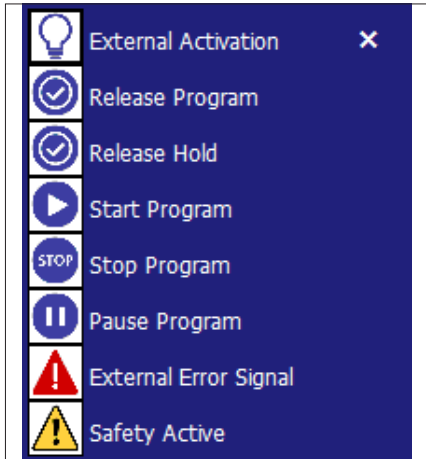 External Activation ×
Release Program
Release Hold
Start Program
STOP Stop Program
Pause Program
External Error Signal
Safety Active